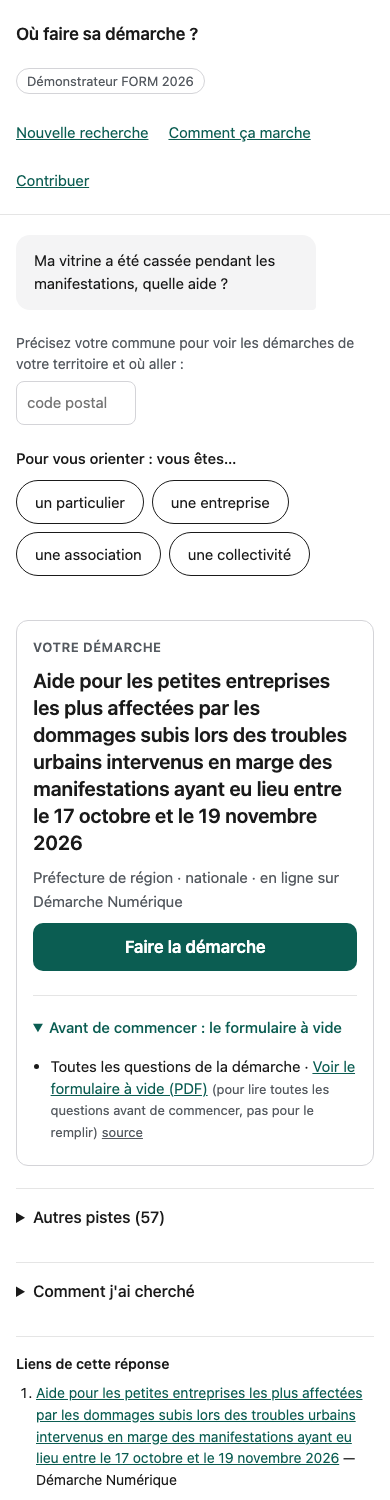 Où faire sa démarche ?
Démonstrateur FORM 2026
Nouvelle recherche Comment ça marche
Contribuer
Ma vitrine a été cassée pendant les
manifestations, quelle aide ?
Précisez votre commune pour voir les démarches de
votre territoire et où aller :
code postal
Pour vous orienter : vous êtes...
un particulier une entreprise
une association une collectivité
VOTRE DÉMARCHE
Aide pour les petites entreprises
les plus affectées par les
dommages subis lors des troubles
urbains intervenus en marge des
manifestations ayant eu lieu entre
le 17 octobre et le 19 novembre
2026
Préfecture de région · nationale · en ligne sur
Démarche Numérique
Faire la démarche
▼ Avant de commencer : le formulaire à vide
• Toutes les questions de la démarche · Voir le
formulaire à vide (PDF) (pour lire toutes les
questions avant de commencer, pas pour le
remplir) source
▶ Autres pistes (57)
▶ Comment j'ai cherché
Liens de cette réponse
1. Aide pour les petites entreprises les plus affectées
par les dommages subis lors des troubles urbains
intervenus en marge des manifestations ayant eu
lieu entre le 17 octobre et le 19 novembre 2026 —
Démarche Numérique